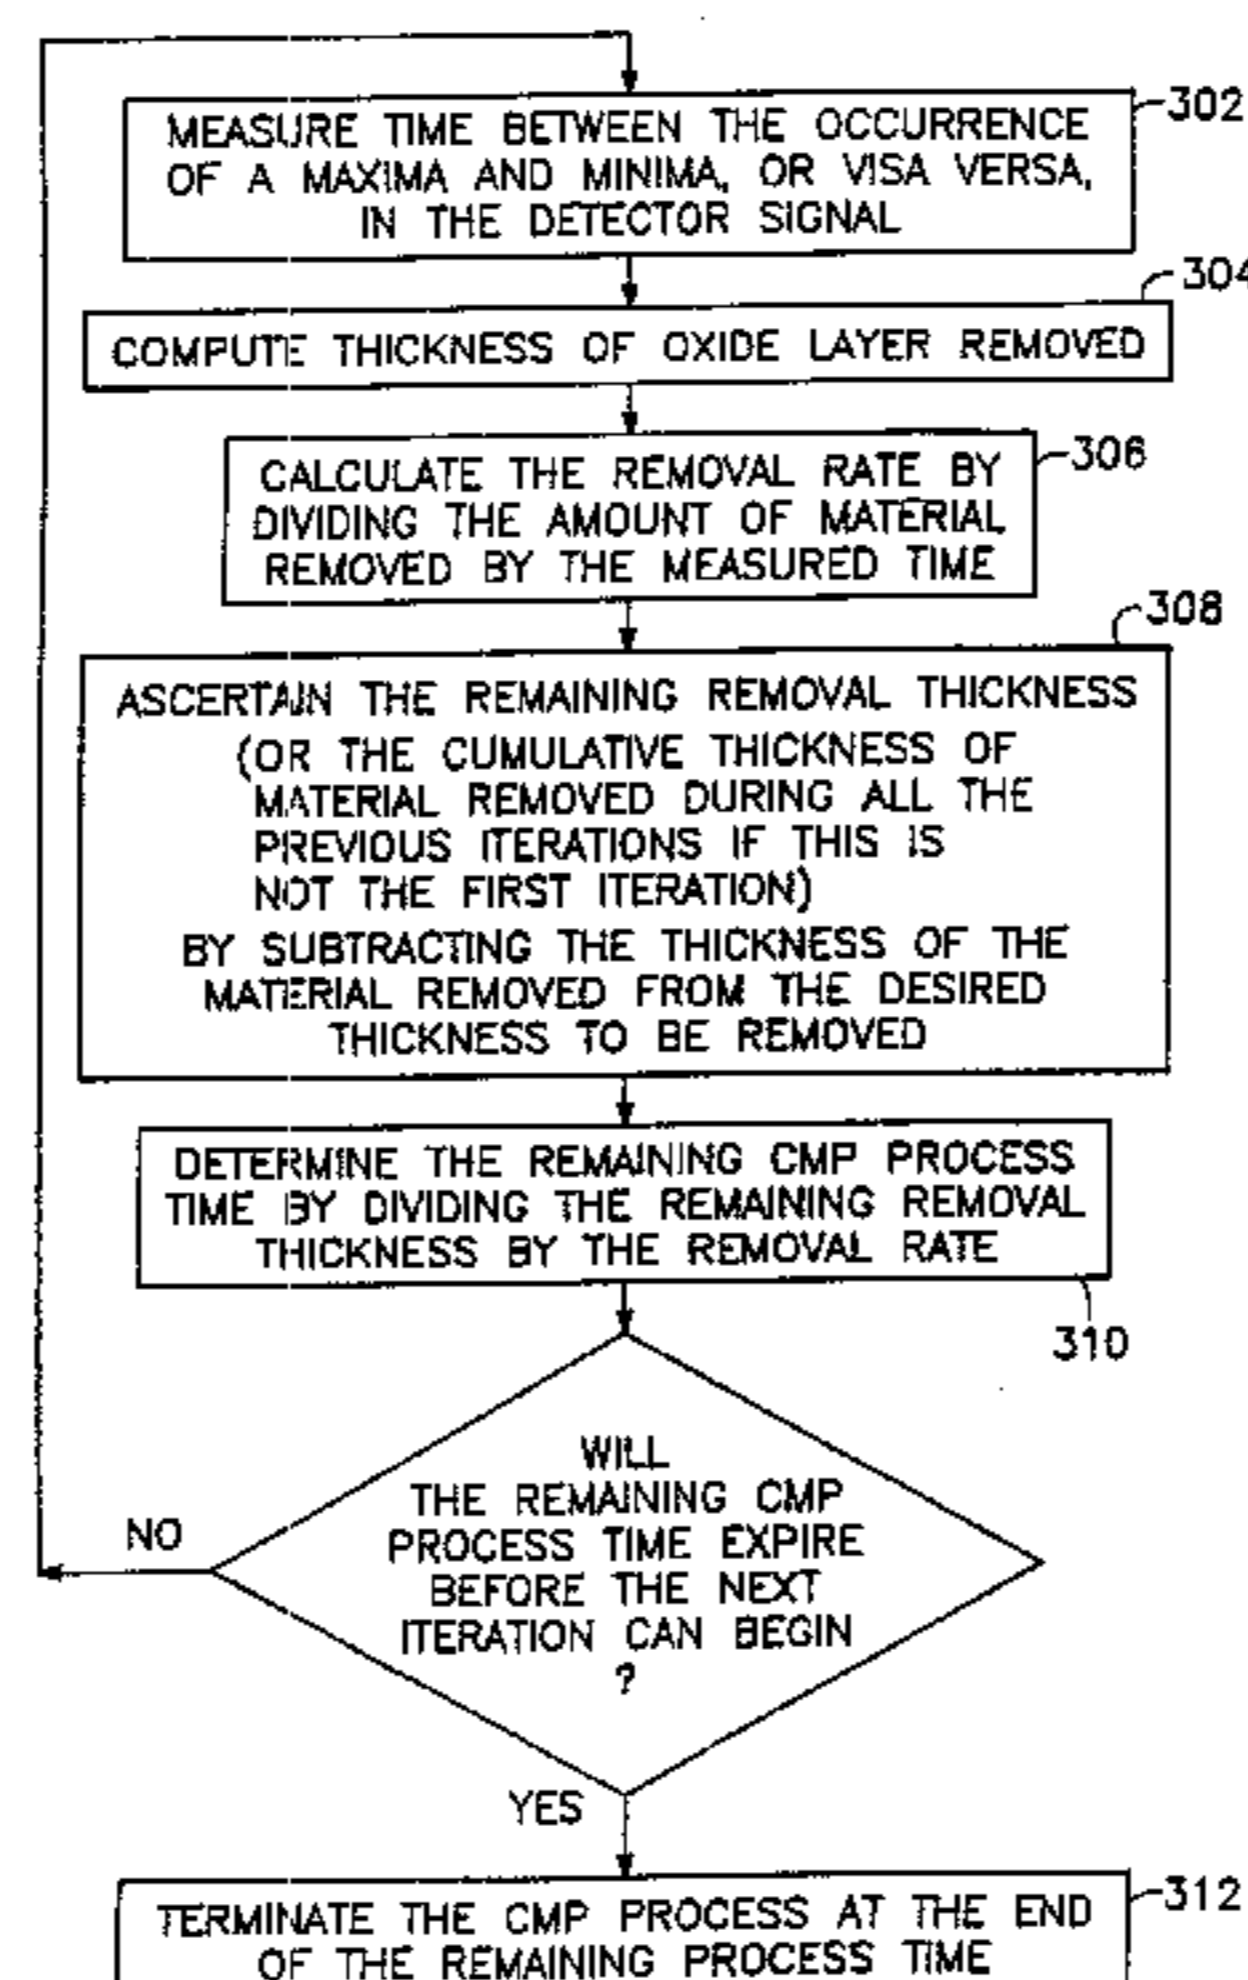 302
MEASURE TIME BETWEEN THE OCCURRENCE
OF A MAXIMA AND MINIMA, OR VISA VERSA,
IN THE DETECTOR SIGNAL
304
COMPUTE THICKNESS OF OXIDE LAYER REMOVED
306
CALCULATE THE REMOVAL RATE BY
DIVIDING THE AMOUNT OF MATERIAL
REMOVED BY THE MEASURED TIME
308
ASCERTAIN THE REMAINING REMOVAL THICKNESS
(OR THE CUMULATIVE THICKNESS OF
MATERIAL REMOVED DURING ALL THE
PREVIOUS ITERATIONS IF THIS IS
NOT THE FIRST ITERATION)
BY SUBTRACTING THE THICKNESS OF THE
MATERIAL REMOVED FROM THE DESIRED
THICKNESS TO BE REMOVED
DETERMINE THE REMAINING CMP PROCESS
TIME BY DIVIDING THE REMAINING REMOVAL
THICKNESS BY THE REMOVAL RATE
310
WILL
THE REMAINING CMP
PROCESS TIME EXPIRE
BEFORE THE NEXT
ITERATION CAN BEGIN
?
NO
YES
312
TERMINATE THE CMP PROCESS AT THE END
OF THE REMAINING PROCESS TIME